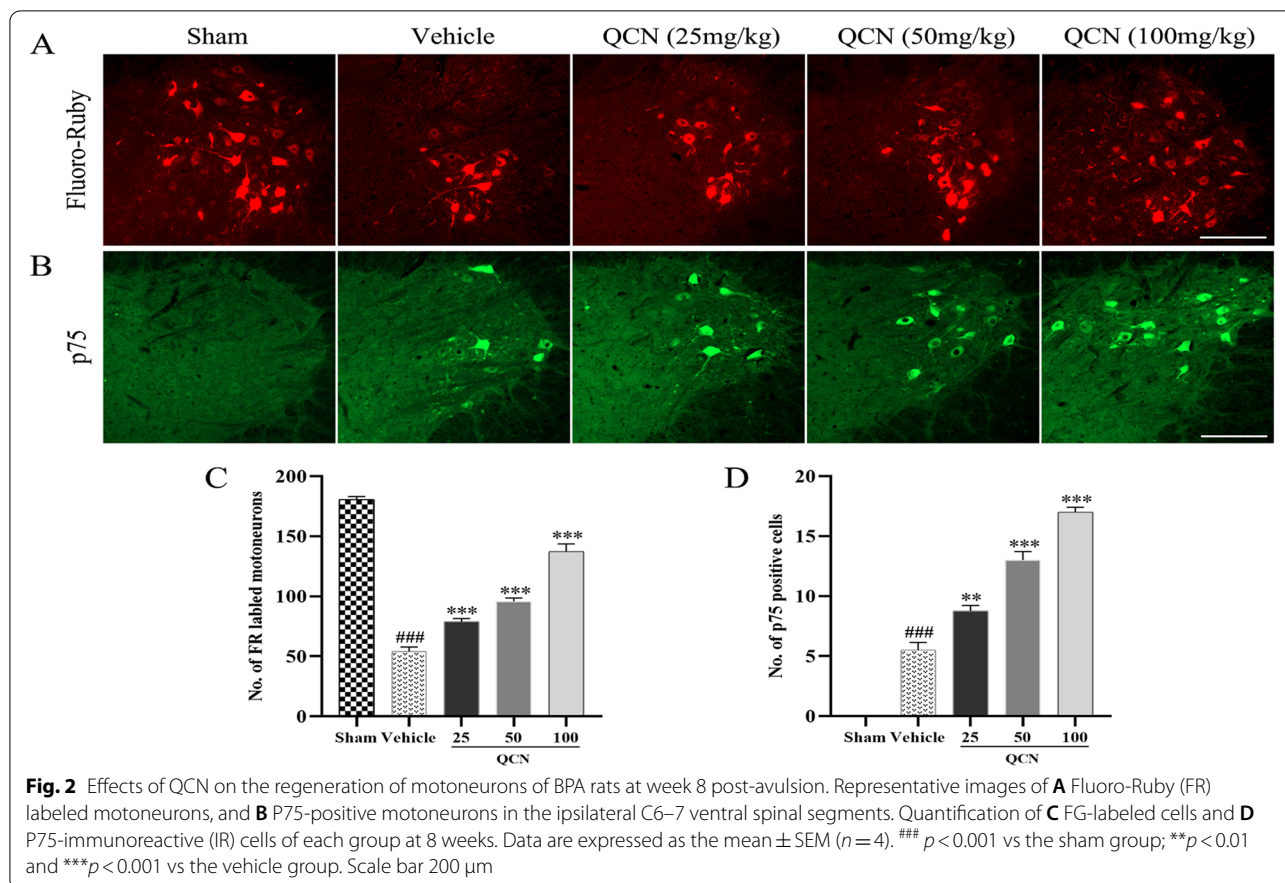 A
Sham Vehicle QCN (25mg/kg) QCN (50mg/kg) QCN (100mg/kg)
Fluoro-Ruby
B
p75
C
No. of FR labled motoneurons
200
150
100
50
0
###
***
***
***
Sham Vehicle 25 50 100
QCN
D
No. of p75 positive cells
20
15
10
5
0
###
**
***
***
Sham Vehicle 25 50 100
QCN
Fig. 2 Effects of QCN on the regeneration of motoneurons of BPA rats at week 8 post-avulsion. Representative images of A Fluoro-Ruby (FR)
labeled motoneurons, and B P75-positive motoneurons in the ipsilateral C6–7 ventral spinal segments. Quantification of C FG-labeled cells and D
P75-immunoreactive (IR) cells of each group at 8 weeks. Data are expressed as the mean ± SEM (n = 4). ### p < 0.001 vs the sham group; **p < 0.01
and ***p < 0.001 vs the vehicle group. Scale bar 200 μm